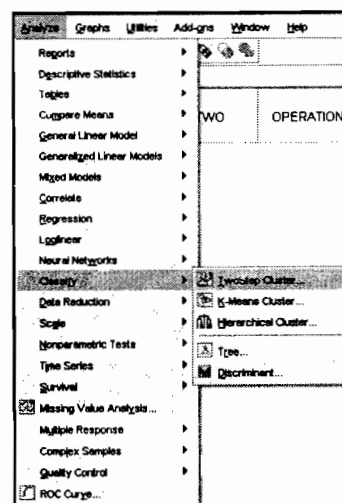 Analyze Graphs Utilities Add-ons Window Help
Reports
Descriptive Statistics
Tables
Compare Means
General Linear Model
Generalized Linear Models
Mixed Models
Correlate
Regression
Loglinear
Neural Networks
Classify
Data Reduction
Scale
Nonparametric Tests
Time Series
Survival
Missing Value Analysis...
Multiple Response
Complex Samples
Quality Control
ROC Curve...
WO OPERATION
TwoStep Cluster...
K-Means Cluster...
Hierarchical Cluster...
Tree...
Discriminant...